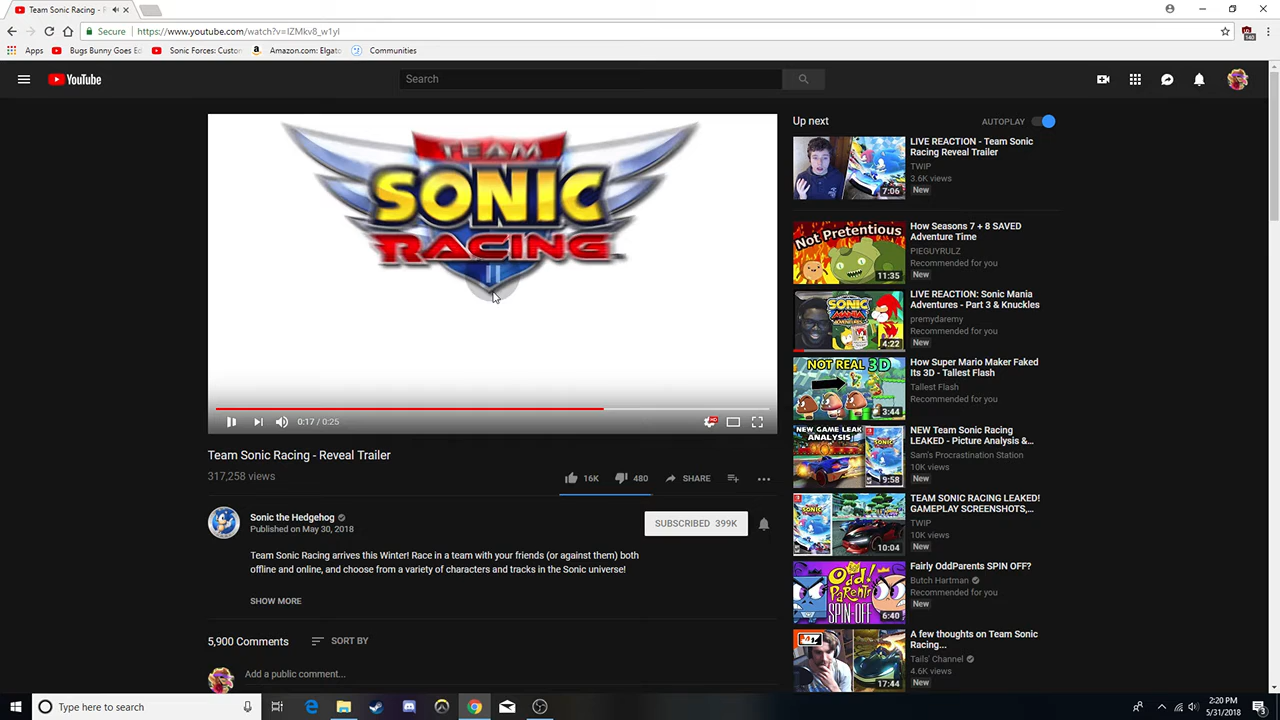 Team Sonic Racing -
Secure
https://www.youtube.com/watch?v=IZMkv8_w1yI
Apps
Bugs Bunny Goes Ed
Sonic Forces: Custom
Amazon.com: Elgato
Communities
140
YouTube
Search
TEAM
SONIC
RACING
0:17 / 0:25
HD
Team Sonic Racing - Reveal Trailer
317,258 views
16K
480
SHARE
Sonic the Hedgehog
Published on May 30, 2018
SUBSCRIBED 399K
Team Sonic Racing arrives this Winter! Race in a team with your friends (or against them) both
offline and online, and choose from a variety of characters and tracks in the Sonic universe!
SHOW MORE
5,900 Comments
SORT BY
Add a public comment...
Up next
AUTOPLAY
7:06
LIVE REACTION - Team Sonic
Racing Reveal Trailer
TWIP
3.6K views
New
Not Pretentious
11:35
How Seasons 7 + 8 SAVED
Adventure Time
PIEGUYRULZ
Recommended for you
New
SONIC
MANIA
4:22
LIVE REACTION: Sonic Mania
Adventures - Part 3 & Knuckles
premydaremy
Recommended for you
New
NOT REAL 3D
3:44
How Super Mario Maker Faked
Its 3D - Tallest Flash
Tallest Flash
Recommended for you
NEW GAME LEAK
ANALYSIS
9:58
NEW Team Sonic Racing
LEAKED - Picture Analysis &...
Sam's Procrastination Station
10K views
New
10:04
TEAM SONIC RACING LEAKED!
GAMEPLAY SCREENSHOTS,...
TWIP
10K views
New
Odd
Parents
SPIN-OFF
6:40
Fairly OddParents SPIN OFF?
Butch Hartman
Recommended for you
New
17:44
A few thoughts on Team Sonic
Racing...
Tails' Channel
4.6K views
New
Type here to search
2:20 PM
5/31/2018
3